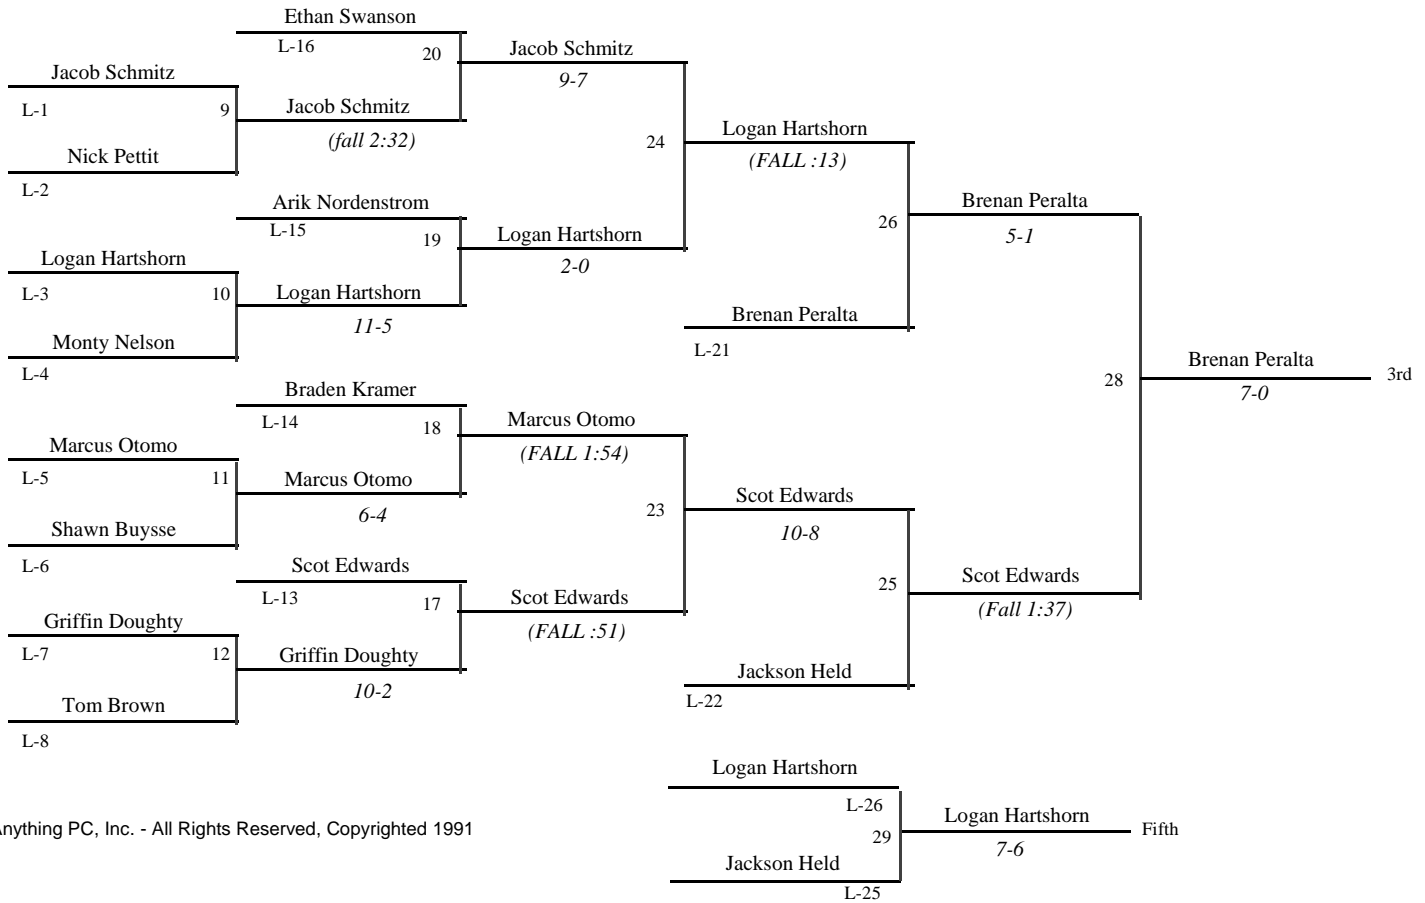 Ethan Swanson
L-16
20
Jacob Schmitz
9-7
Jacob Schmitz
L-1
9
Jacob Schmitz
(fall 2:32)
Nick Pettit
L-2
24
Logan Hartshorn
(FALL :13)
Arik Nordenstrom
L-15
19
Logan Hartshorn
2-0
Logan Hartshorn
L-3
10
Logan Hartshorn
11-5
Monty Nelson
L-4
26
Brenan Peralta
5-1
Brenan Peralta
L-21
28
Brenan Peralta
7-0
3rd
Braden Kramer
L-14
18
Marcus Otomo
(FALL 1:54)
Marcus Otomo
L-5
11
Marcus Otomo
6-4
Shawn Buysse
L-6
23
Scot Edwards
10-8
Scot Edwards
L-13
17
Scot Edwards
(FALL :51)
25
Scot Edwards
(Fall 1:37)
Griffin Doughty
L-7
12
Griffin Doughty
10-2
Tom Brown
L-8
Jackson Held
L-22
Logan Hartshorn
L-26
29
Logan Hartshorn
7-6
Fifth
Jackson Held
L-25
Anything PC, Inc. - All Rights Reserved, Copyrighted 1991